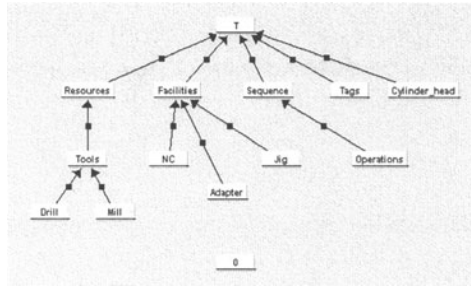 T
Resources
Facilities
Sequence
Tags
Cylinder_head
Tools
NC
Jig
Operations
Adapter
Drill
Mill
0